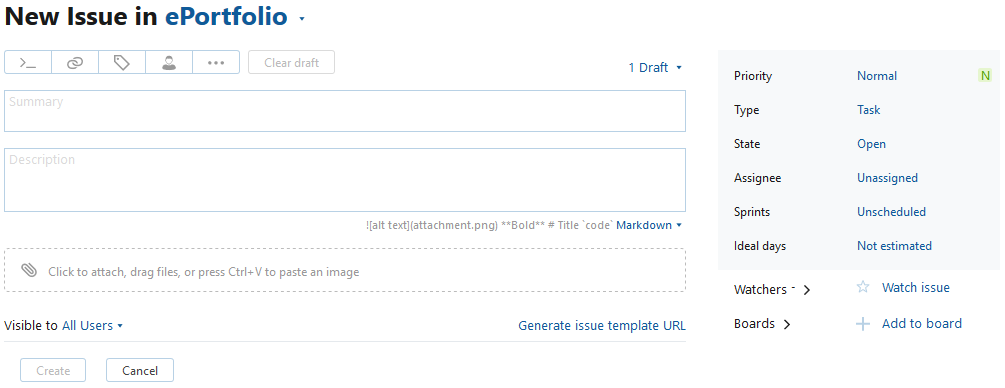 New Issue in ePortfolio
Clear draft
1 Draft
Summary
Description
![alt text](attachment.png) **Bold** # Title `code` Markdown
Click to attach, drag files, or press Ctrl+V to paste an image
Visible to All Users
Generate issue template URL
Create
Cancel
Priority Normal N
Type Task
State Open
Assignee Unassigned
Sprints Unscheduled
Ideal days Not estimated
Watchers - Watch issue
Boards Add to board